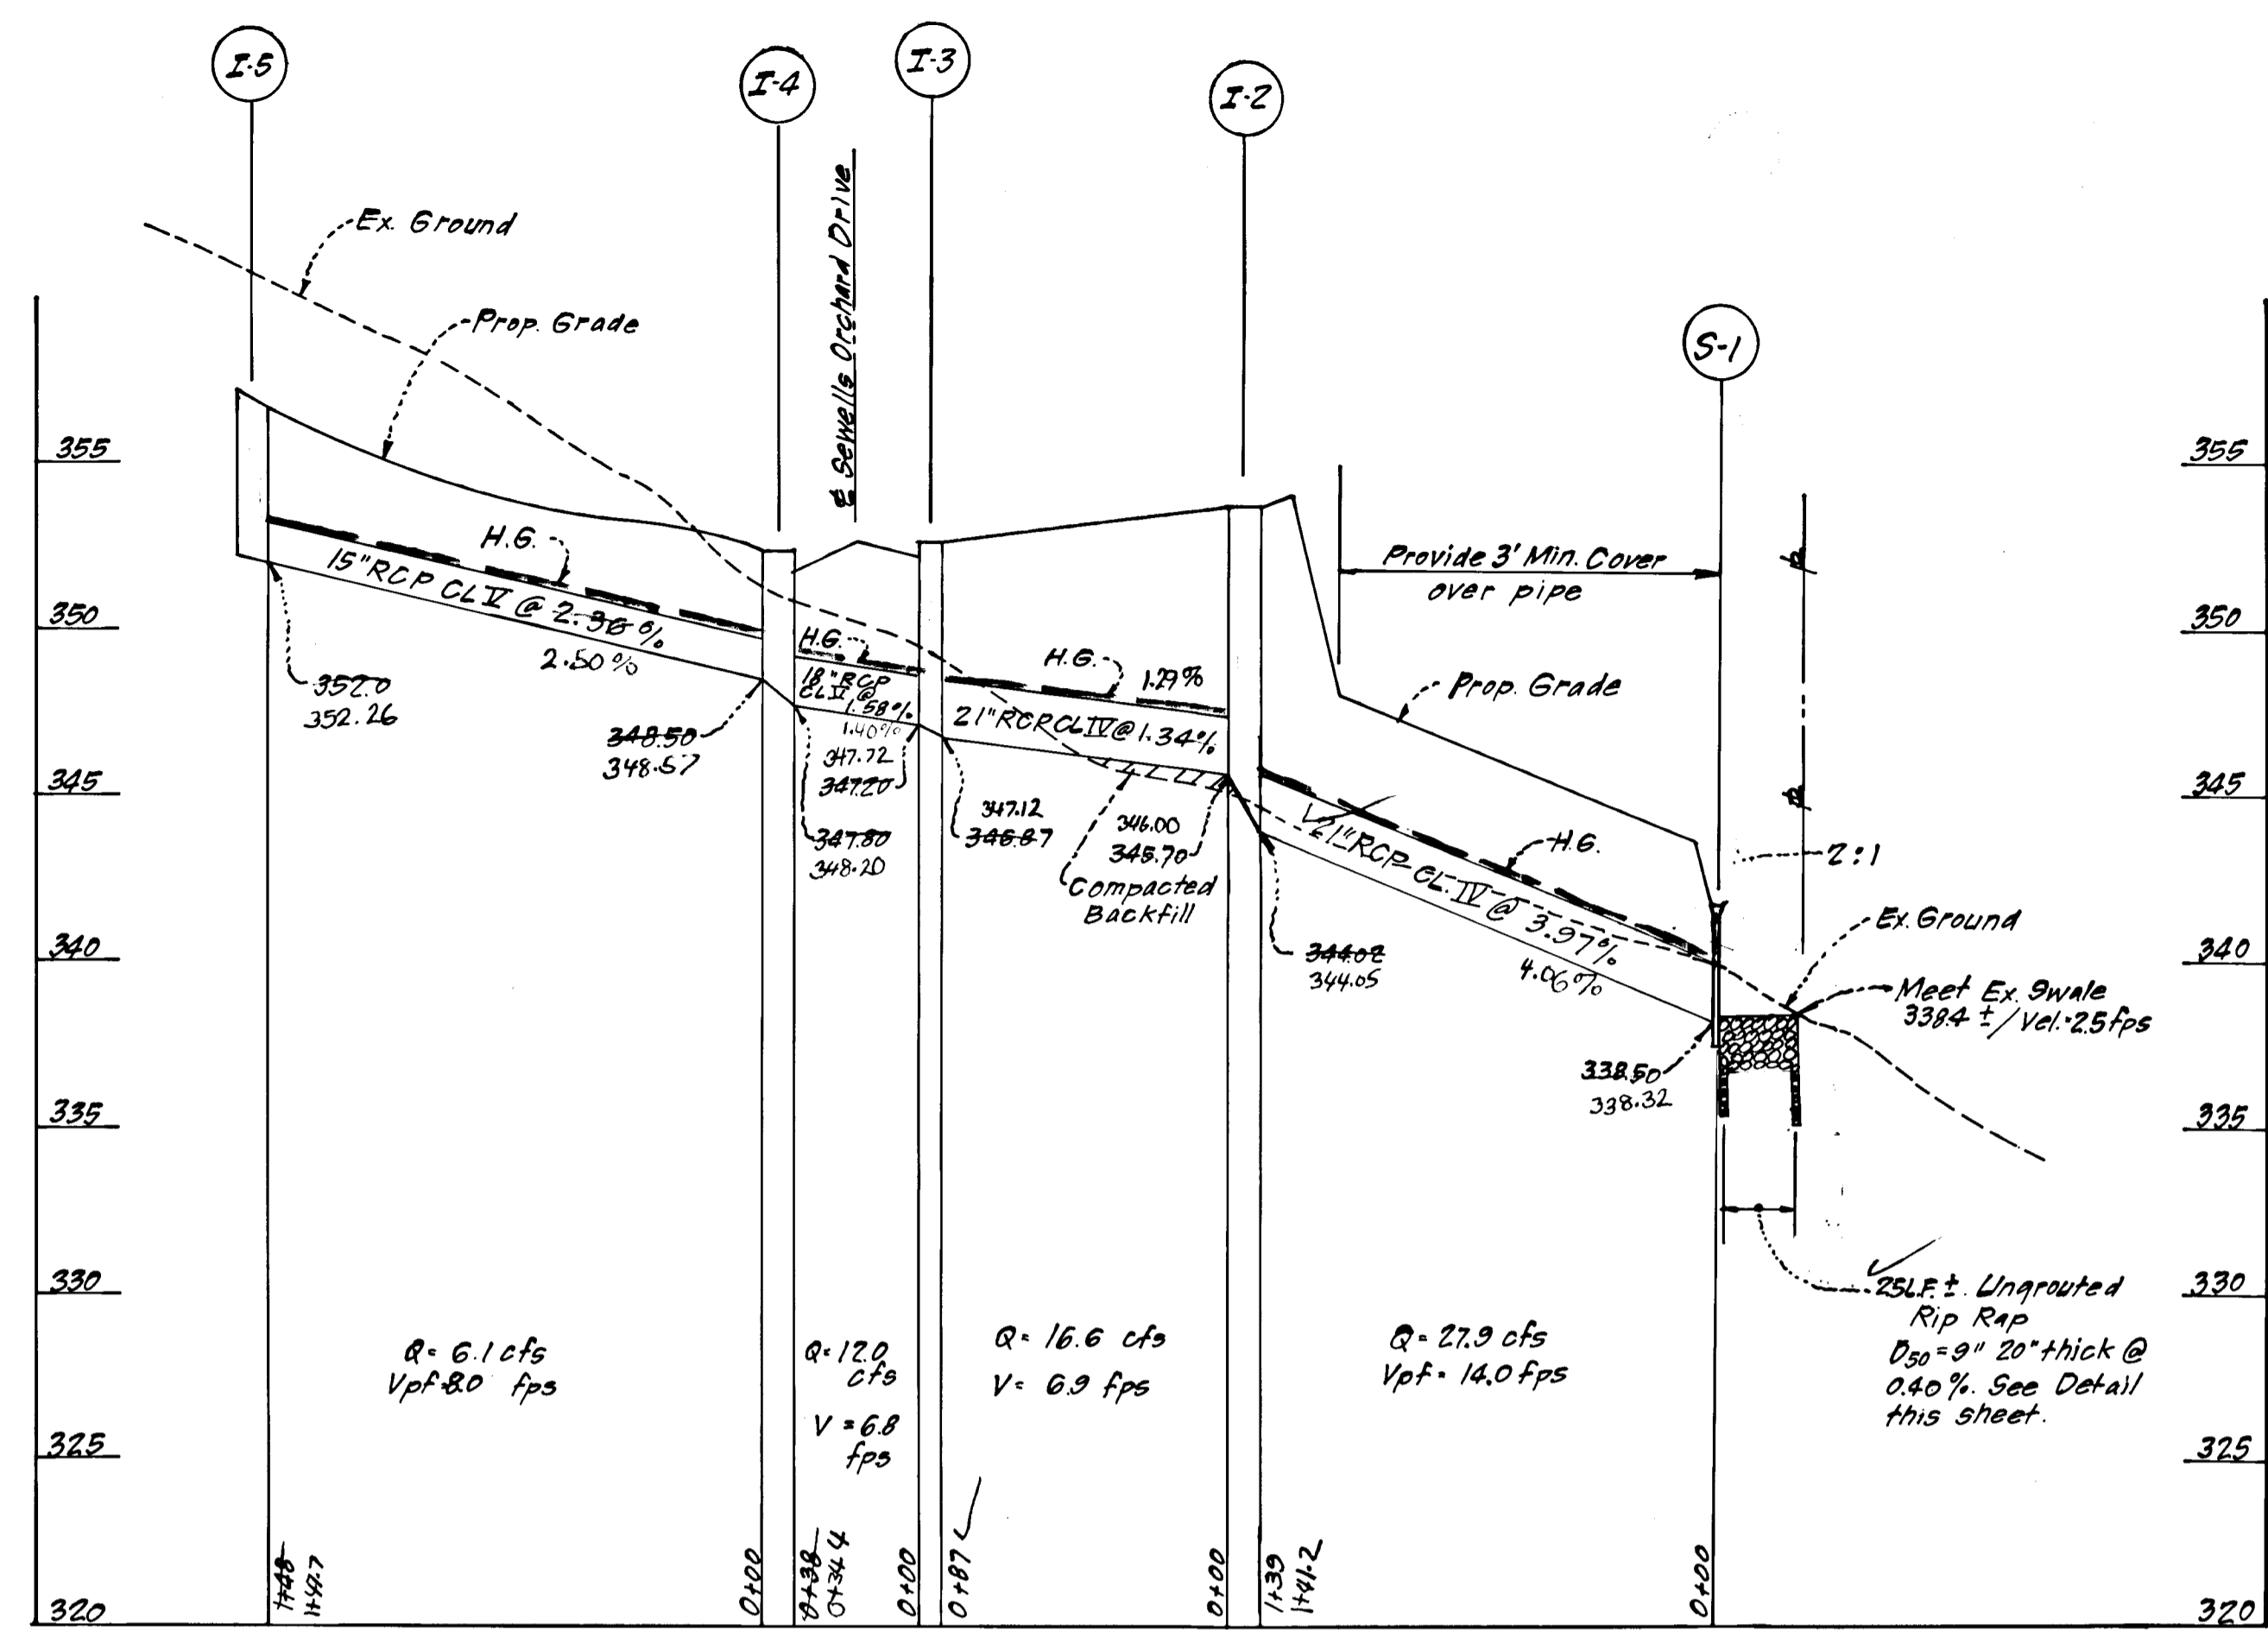 I-5
I-4
I-3
I-2
S-1
Ex. Ground
Prop. Grade
℄ Sewells Orchard Drive
355
355
H.G.
15" RCP CL IV @ 2.36%
2.50%
Provide 3' Min. Cover
over pipe
350
350
H.G.
18" RCP
CL IV @
1.58%
1.40%
H.G.
1.29%
21" RCP CL IV @ 1.34%
Prop. Grade
352.0
352.26
348.50
348.57
347.72
347.20
347.80
348.20
347.12
346.87
346.00
345.70
Compacted
Backfill
345
345
21" RCP CL. IV @ 3.97%
4.06%
H.G.
2:1
344.02
344.05
Ex. Ground
Meet Ex. Swale
338.4 ± / Vel. = 2.5 fps
340
340
338.50
338.32
335
335
330
330
25 L.F. ±. Ungrouted
Rip Rap
D50 = 9" 20" thick @
0.40%. See Detail
this sheet.
Q = 6.1 cfs
Vpf = 8.0 fps
Q = 12.0
cfs
V = 6.8
fps
Q = 16.6 cfs
V = 6.9 fps
Q = 27.9 cfs
Vpf = 14.0 fps
325
325
1+48
1+47.7
0+00
0+38
0+34.4
0+00
0+87
0+00
1+39
1+41.2
0+00
320
320